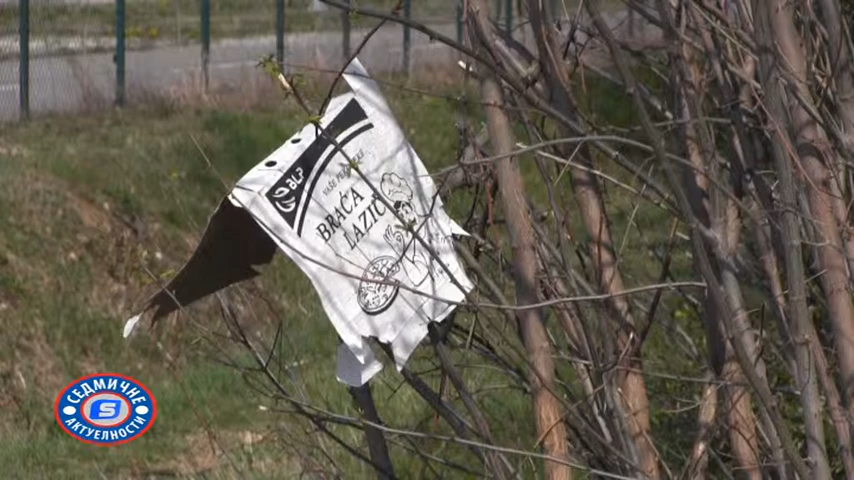 BLP
BRAĆA
LAZIĆ
СЕДМИЧНЕ
S
АКТУЕЛНОСТИ